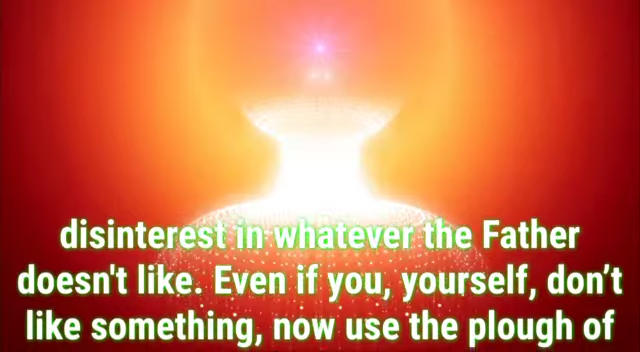 disinterest in whatever the Father
doesn't like. Even if you, yourself, don’t
like something, now use the plough of